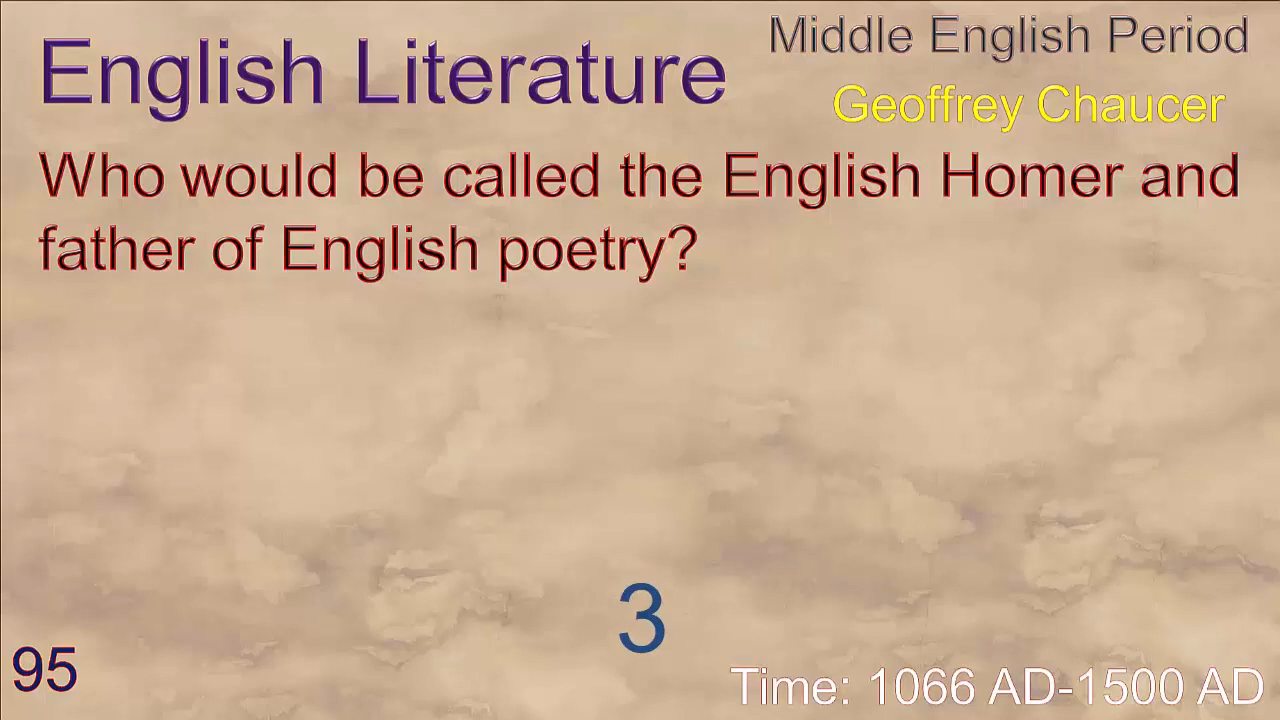 English Literature
Middle English Period
Geoffrey Chaucer
Who would be called the English Homer and
father of English poetry?
3
95
Time: 1066 AD-1500 AD